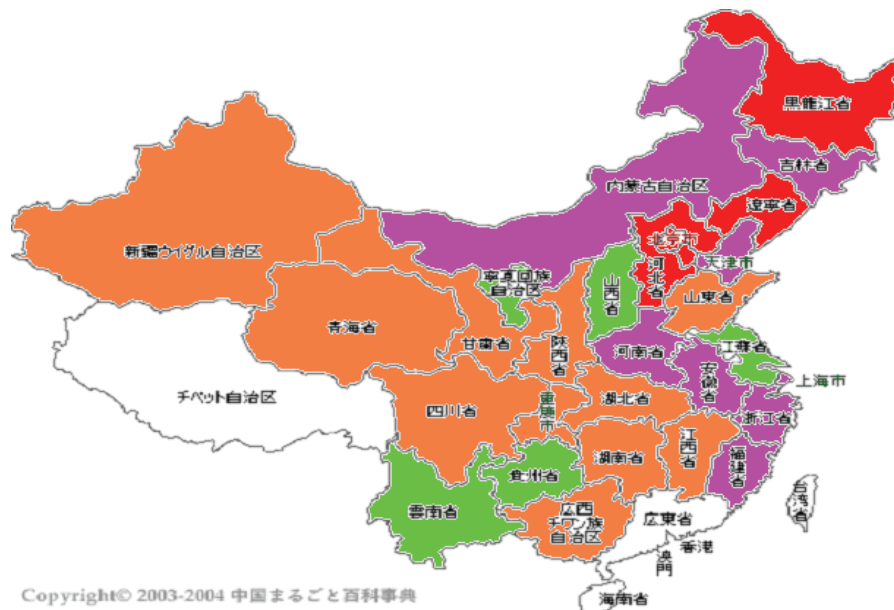 黒龍江省
吉林省
内蒙古自治区
遼寧省
北京市
天津市
河北省
新疆ウイグル自治区
寧夏回族
自治区
山西省
山東省
青海省
甘粛省
陝西省
河南省
江蘇省
安徽省
上海市
チベット自治区
四川省
重慶市
湖北省
浙江省
湖南省
江西省
福建省
貴州省
雲南省
広西
チワン族
自治区
広東省
台湾省
香港
澳門
海南省
Copyright© 2003-2004 中国まるごと百科事典